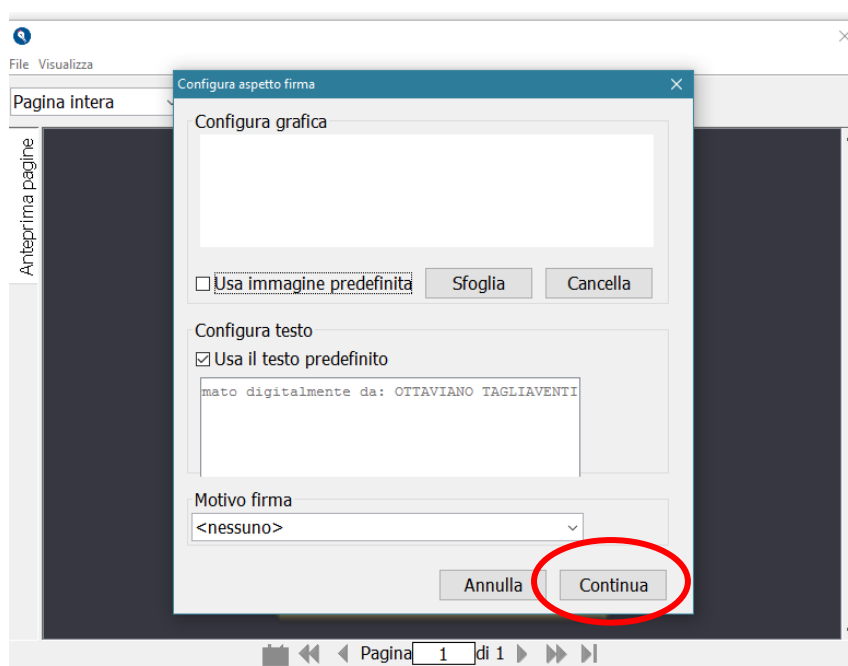 File Visualizza
Pagina intera
Anteprima pagine
Configura aspetto firma
Configura grafica
Usa immagine predefinita Sfoglia Cancella
Configura testo
Usa il testo predefinito
mato digitalmente da: OTTAVIANO TAGLIAVENTI
Motivo firma
<nessuno>
Annulla Continua
Pagina 1 di 1